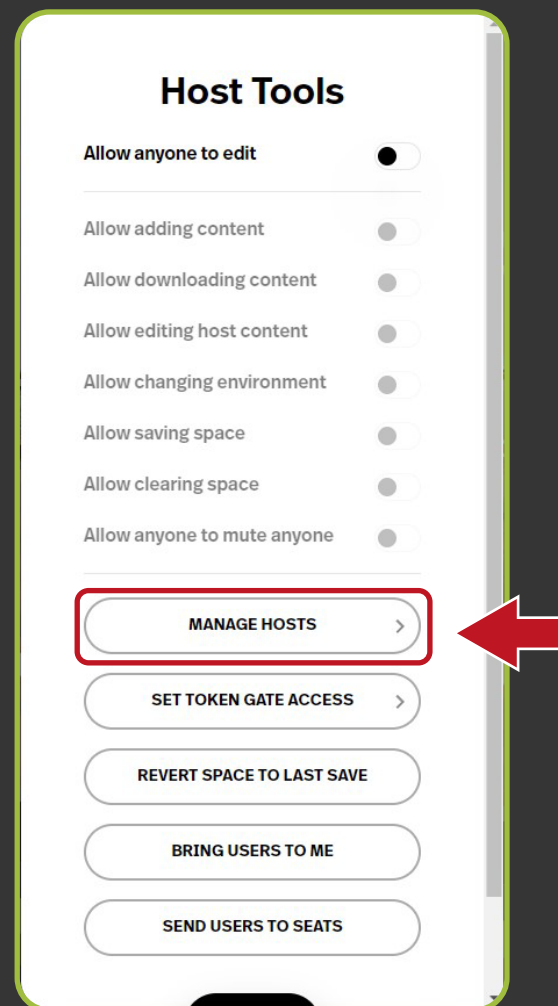 Host Tools
Allow anyone to edit
Allow adding content
Allow downloading content
Allow editing host content
Allow changing environment
Allow saving space
Allow clearing space
Allow anyone to mute anyone
MANAGE HOSTS
SET TOKEN GATE ACCESS
REVERT SPACE TO LAST SAVE
BRING USERS TO ME
SEND USERS TO SEATS